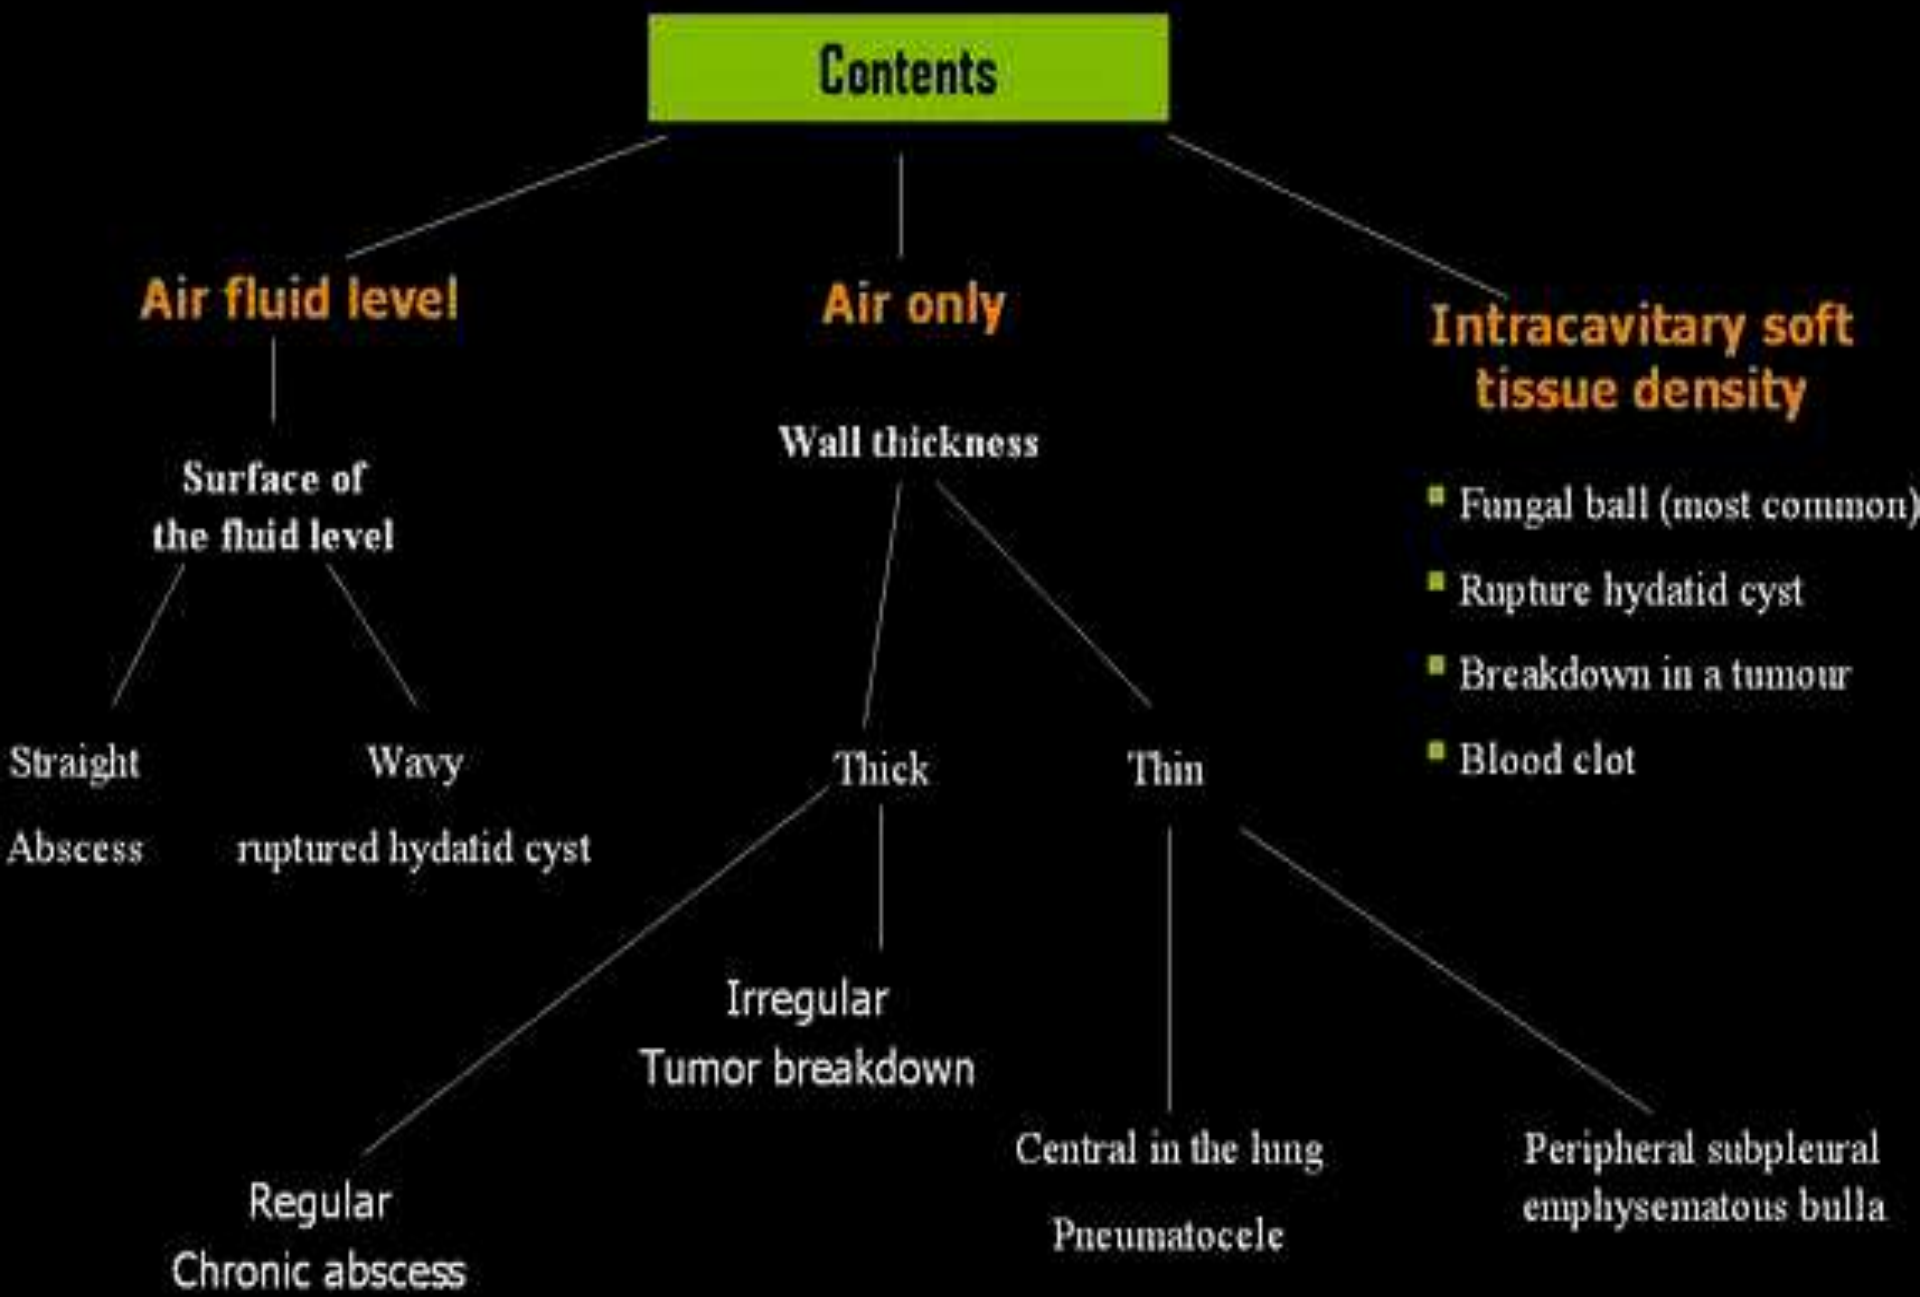 Contents
Air fluid level
Air only
Intracavitary soft
tissue density
Surface of
the fluid level
Wall thickness
Fungal ball (most common)
Rupture hydatid cyst
Breakdown in a tumour
Blood clot
Straight
Abscess
Wavy
ruptured hydatid cyst
Thick
Thin
Irregular
Tumor breakdown
Regular
Chronic abscess
Central in the lung
Pneumatocele
Peripheral subpleural
emphysematous bulla